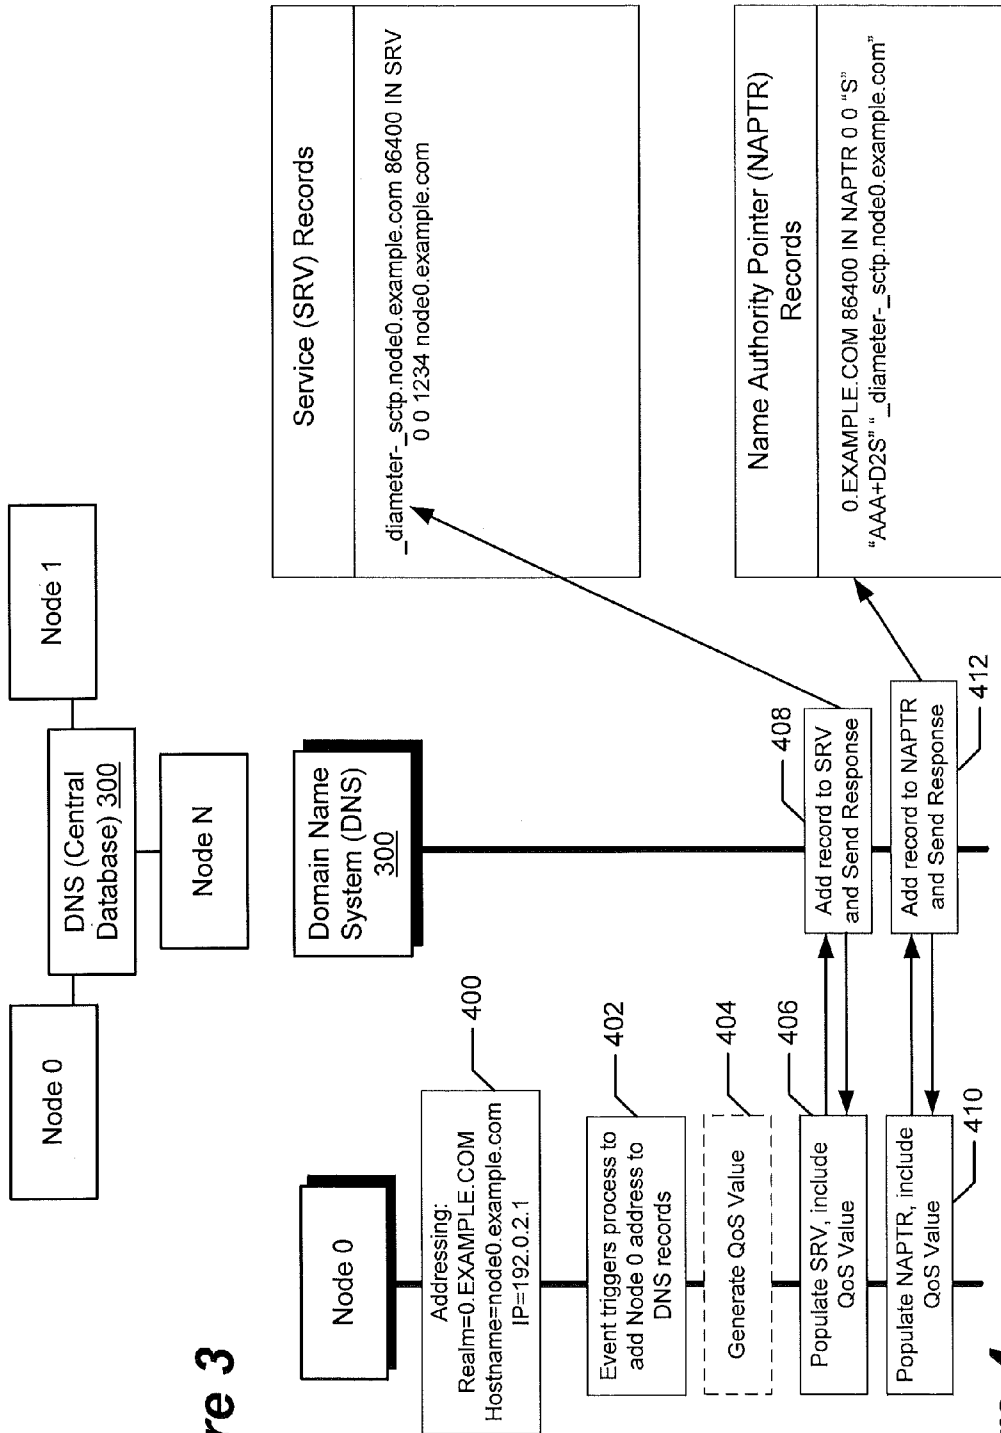 Node 0
DNS (Central
Database) 300
Node 1
Node N
re 3
Node 0
Domain Name
System (DNS)
300
Addressing:
Realm=0.EXAMPLE.COM
Hostname=node0.example.com
IP=192.0.2.1
400
Event triggers process to
add Node 0 address to
DNS records
402
Generate QoS Value
404
Populate SRV, include
QoS Value
406
Add record to SRV
and Send Response
408
Populate NAPTR, include
QoS Value
410
Add record to NAPTR
and Send Response
412
Service (SRV) Records
_diameter-_sctp.node0.example.com 86400 IN SRV
0 0 1234 node0.example.com
Name Authority Pointer (NAPTR)
Records
0.EXAMPLE.COM 86400 IN NAPTR 0 0 “S”
“AAA+D2S” “_diameter-_sctp.node0.example.com”